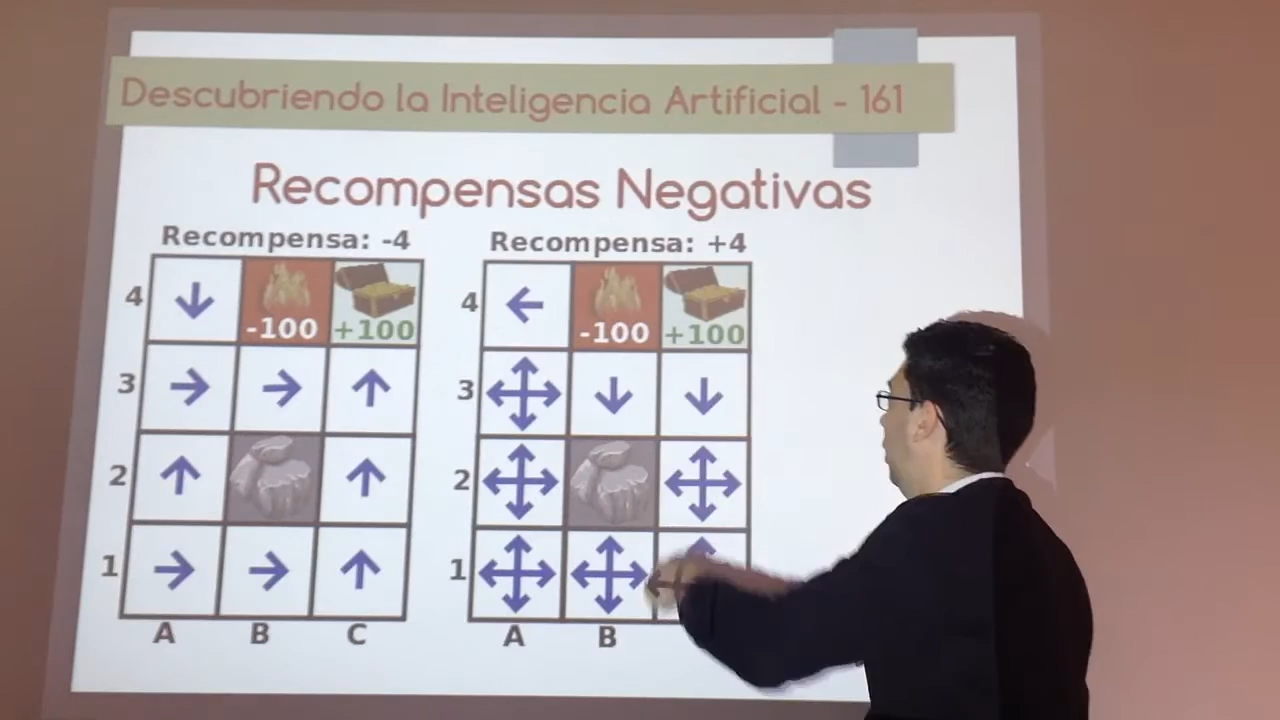 Descubriendo la Inteligencia Artificial - 161
Recompensas Negativas
Recompensa: -4
4
-100
+100
3
2
1
A B C
Recompensa: +4
4
-100
+100
3
2
1
A B